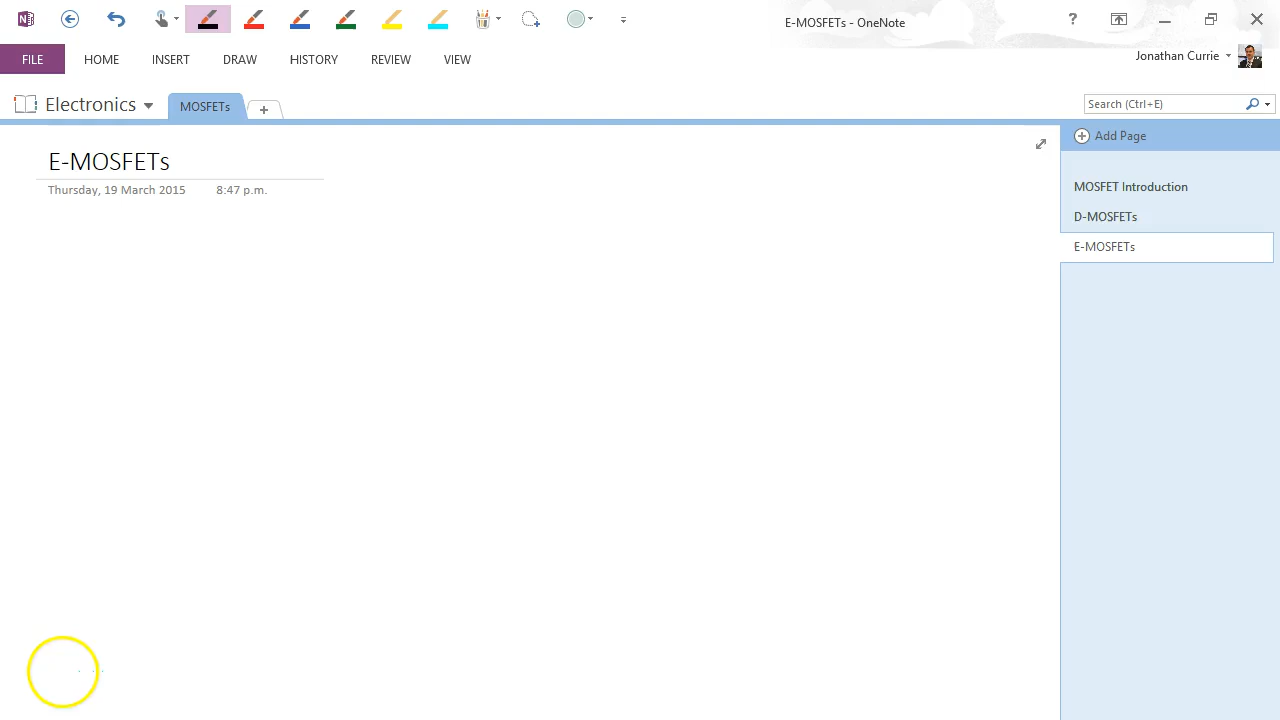 E-MOSFETs - OneNote
?
FILE
HOME
INSERT
DRAW
HISTORY
REVIEW
VIEW
Jonathan Currie
Electronics
MOSFETs
+
Search (Ctrl+E)
Add Page
E-MOSFETs
Thursday, 19 March 2015 8:47 p.m.
MOSFET Introduction
D-MOSFETs
E-MOSFETs